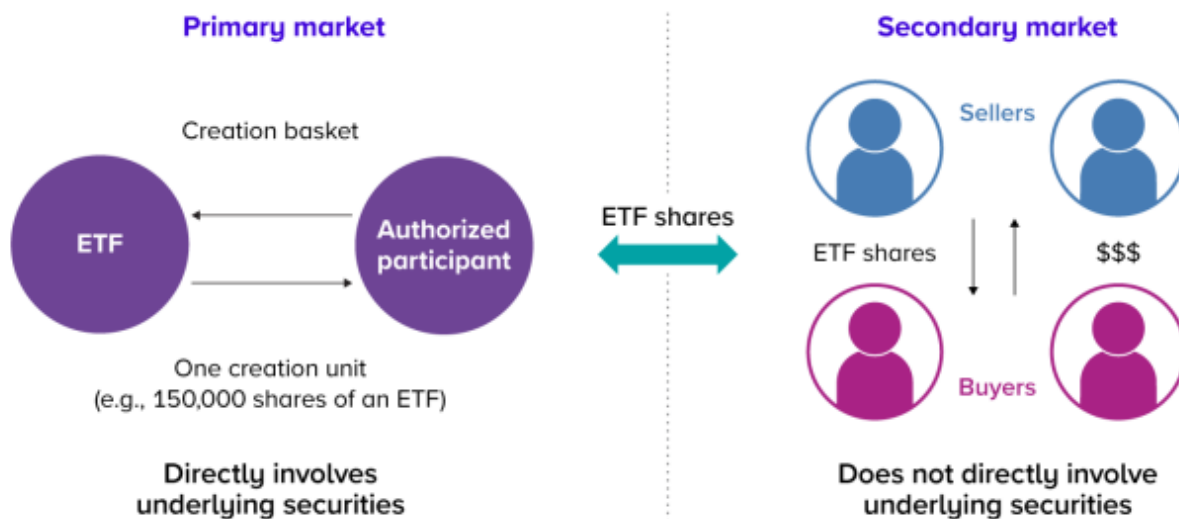 Primary market
Creation basket
ETF
Authorized
participant
One creation unit
(e.g., 150,000 shares of an ETF)
Directly involves
underlying securities
ETF shares
Secondary market
Sellers
ETF shares
$$$
Buyers
Does not directly involve
underlying securities